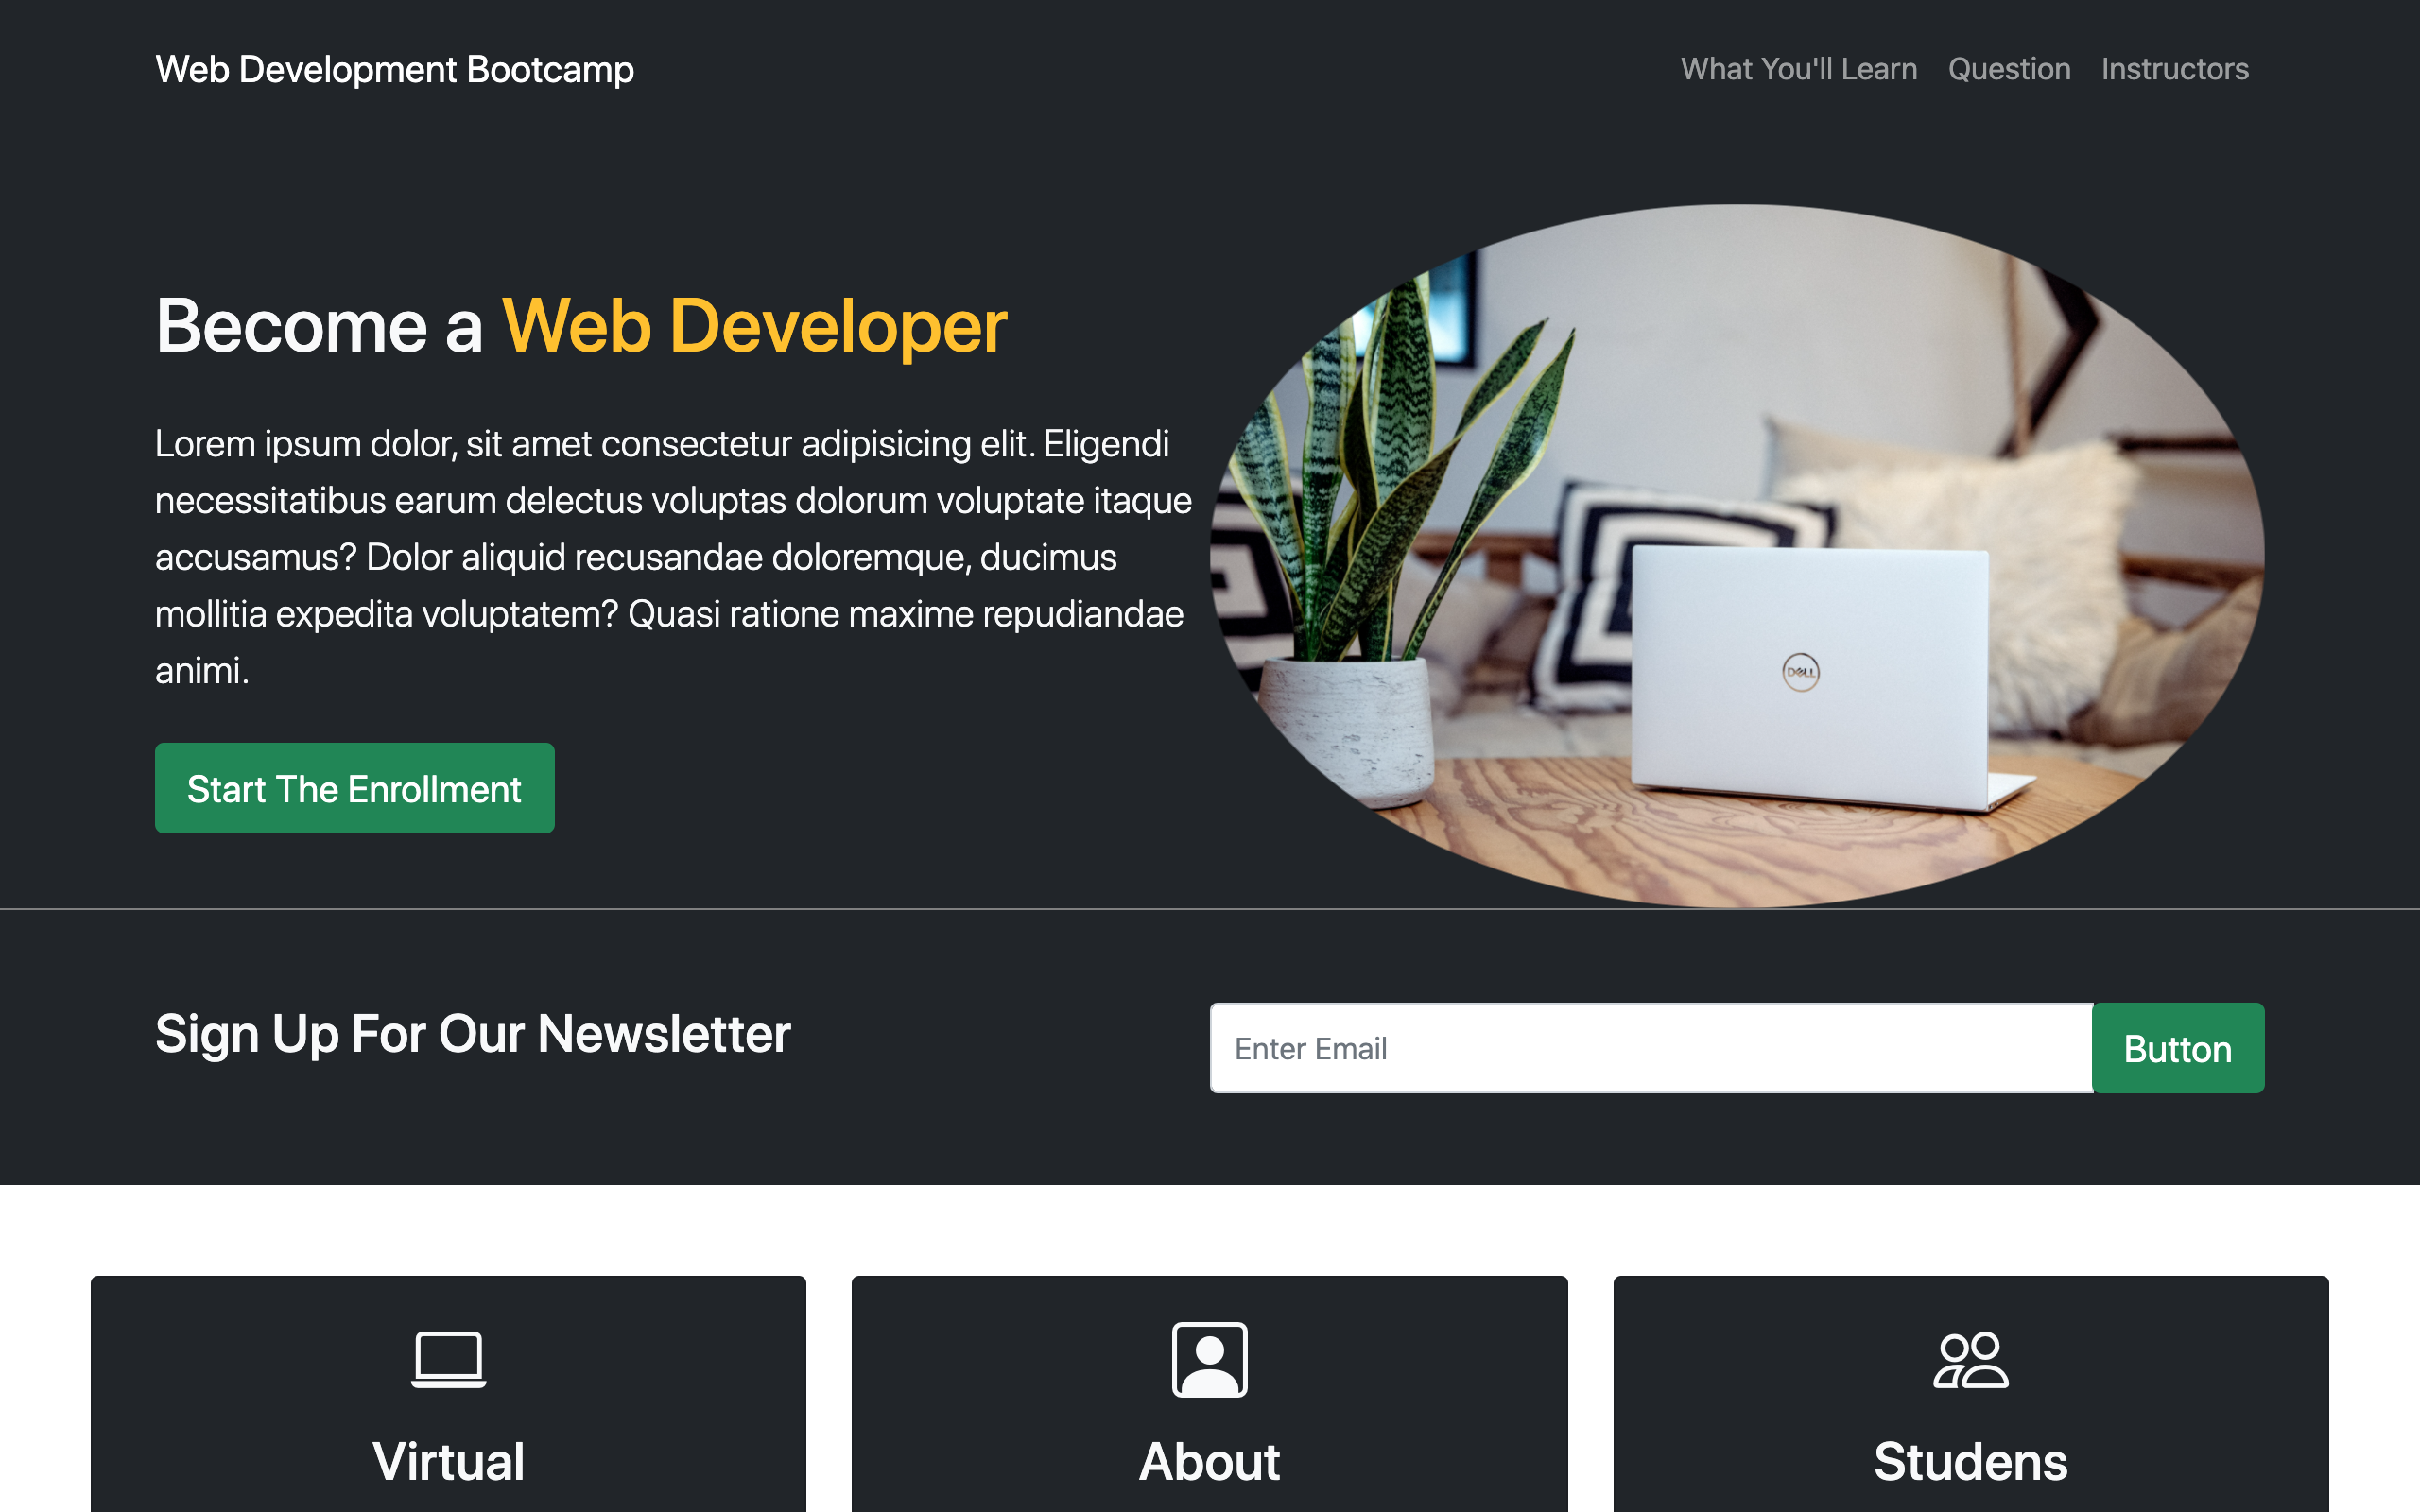 Web Development Bootcamp
What You'll Learn Question Instructors
Become a Web Developer
Lorem ipsum dolor, sit amet consectetur adipisicing elit. Eligendi
necessitatibus earum delectus voluptas dolorum voluptate itaque
accusamus? Dolor aliquid recusandae doloremque, ducimus
mollitia expedita voluptatem? Quasi ratione maxime repudiandae
animi.
Start The Enrollment
DELL
Sign Up For Our Newsletter
Enter Email
Button
Virtual
About
Studens